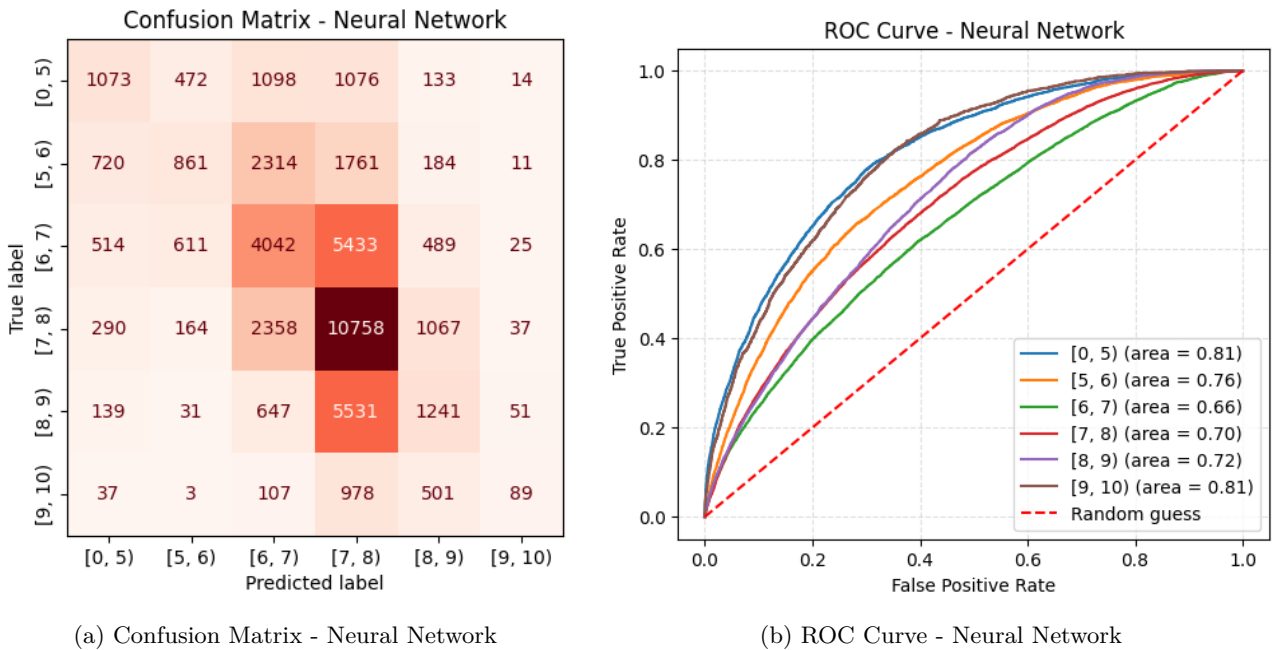 Confusion Matrix - Neural Network
True label
[0, 5) 1073 472 1098 1076 133 14
[5, 6) 720 861 2314 1761 184 11
[6, 7) 514 611 4042 5433 489 25
[7, 8) 290 164 2358 10758 1067 37
[8, 9) 139 31 647 5531 1241 51
[9, 10) 37 3 107 978 501 89
[0, 5) [5, 6) [6, 7) [7, 8) [8, 9) [9, 10)
Predicted label
(a) Confusion Matrix - Neural Network
ROC Curve - Neural Network
True Positive Rate
1.0
0.8
0.6
0.4
0.2
0.0
[0, 5) (area = 0.81)
[5, 6) (area = 0.76)
[6, 7) (area = 0.66)
[7, 8) (area = 0.70)
[8, 9) (area = 0.72)
[9, 10) (area = 0.81)
Random guess
0.0 0.2 0.4 0.6 0.8 1.0
False Positive Rate
(b) ROC Curve - Neural Network